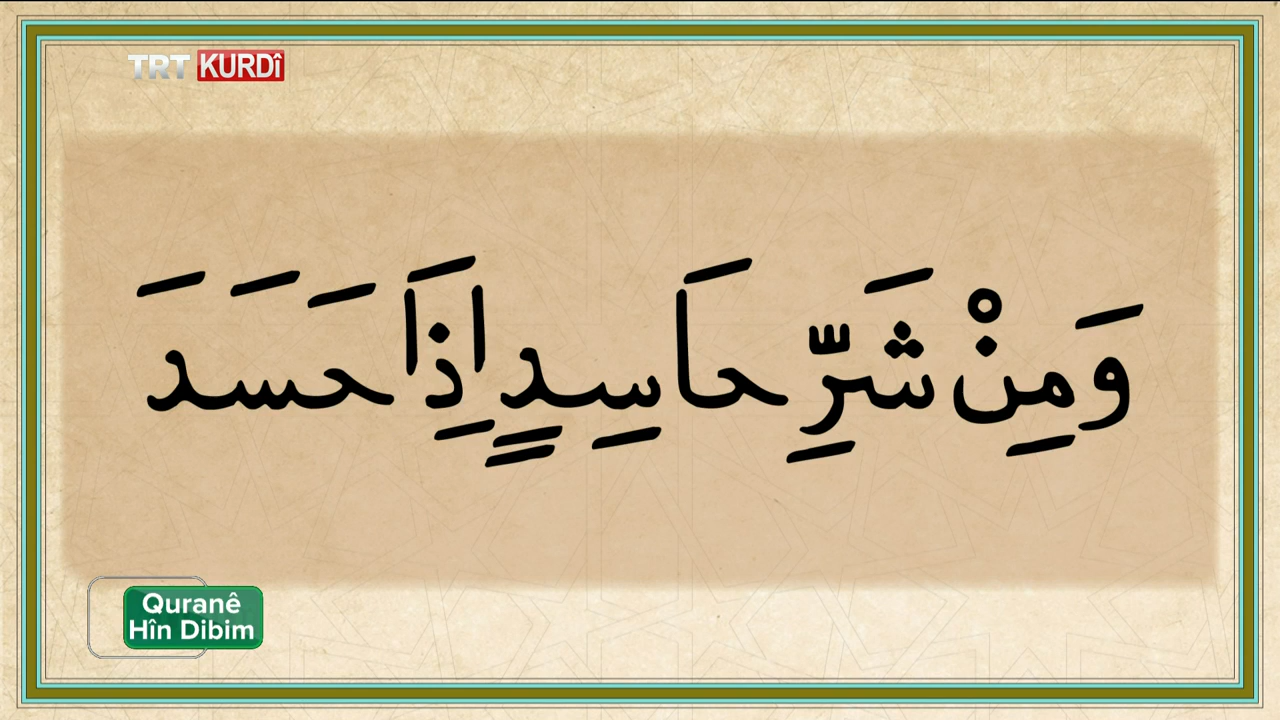 TRT KURDî
وَمِنْ شَرِّ حَاسِدٍ اِذَا حَسَدَ
Quranê
Hîn Dibim